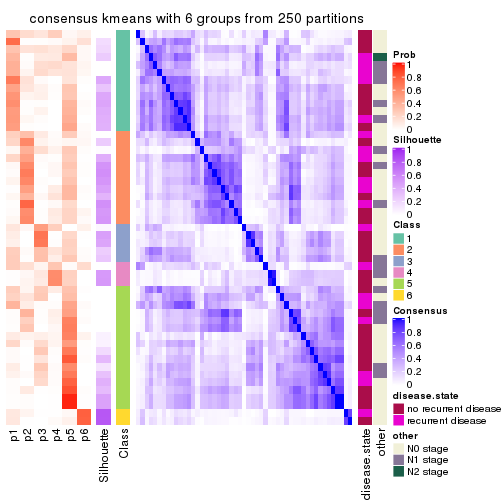 consensus kmeans with 6 groups from 250 partitions
Prob
1
0.8
0.6
0.4
0.2
0
Silhouette
1
0.8
0.6
0.4
0.2
0
Class
1
2
3
4
5
6
Consensus
1
0.8
0.6
0.4
0.2
0
disease.state
no recurrent disease
recurrent disease
other
N0 stage
N1 stage
N2 stage
p1
p2
p3
p4
p5
p6
Silhouette
Class
disease.state
other